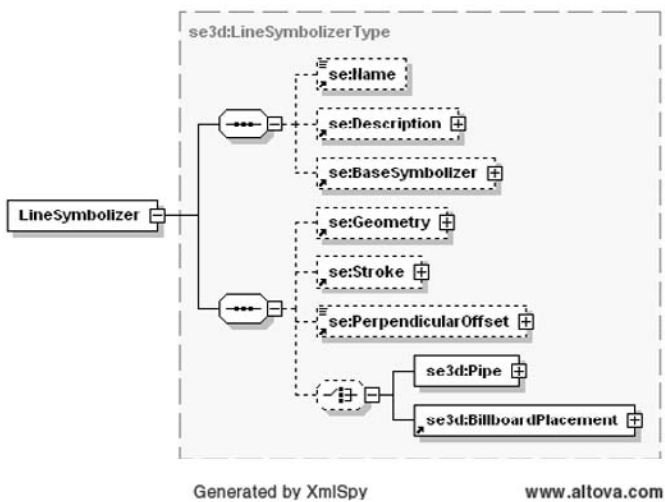 se3d:LineSymbolizerType
se:Name
se:Description
se:BaseSymbolizer
LineSymbolizer
se:Geometry
se:Stroke
se:PerpendicularOffset
se3d:Pipe
se3d:BillboardPlacement
Generated by XmlSpy www.altova.com